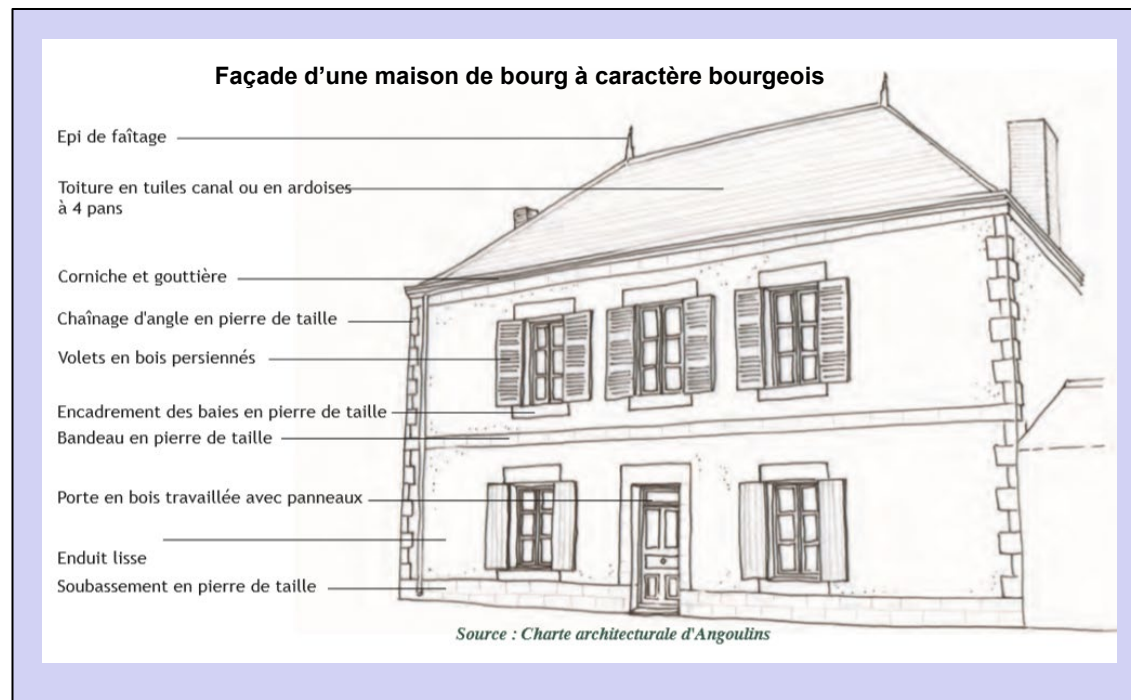 Façade d’une maison de bourg à caractère bourgeois
Epi de faîtage
Toiture en tuiles canal ou en ardoises
à 4 pans
Corniche et gouttière
Chaînage d'angle en pierre de taille
Volets en bois persiennés
Encadrement des baies en pierre de taille
Bandeau en pierre de taille
Porte en bois travaillée avec panneaux
Enduit lisse
Soubassement en pierre de taille
Source : Charte architecturale d'Angoulins